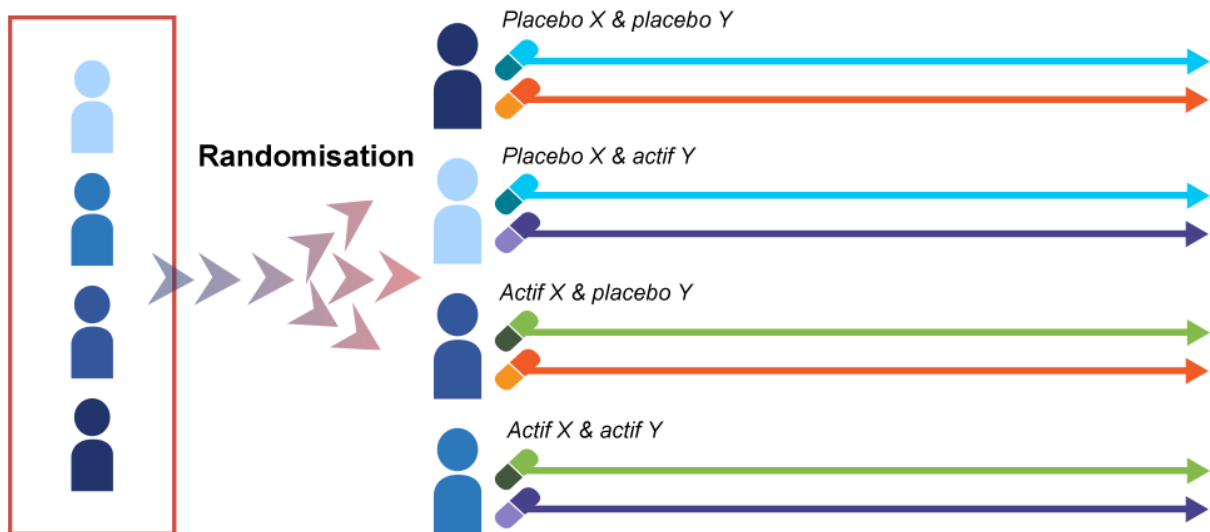 Placebo X & placebo Y
Randomisation
Placebo X & actif Y
Actif X & placebo Y
Actif X & actif Y